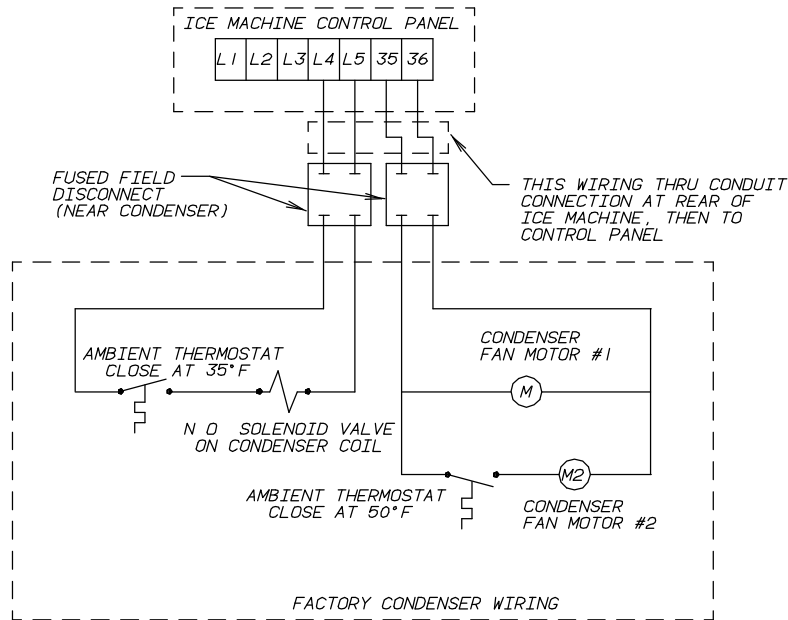 ICE MACHINE CONTROL PANEL
L1 L2 L3 L4 L5 35 36
FUSED FIELD
DISCONNECT
(NEAR CONDENSER)
THIS WIRING THRU CONDUIT
CONNECTION AT REAR OF
ICE MACHINE, THEN TO
CONTROL PANEL
AMBIENT THERMOSTAT
CLOSE AT 35°F
N O SOLENOID VALVE
ON CONDENSER COIL
CONDENSER
FAN MOTOR #1
M
AMBIENT THERMOSTAT
CLOSE AT 50°F
M2
CONDENSER
FAN MOTOR #2
FACTORY CONDENSER WIRING